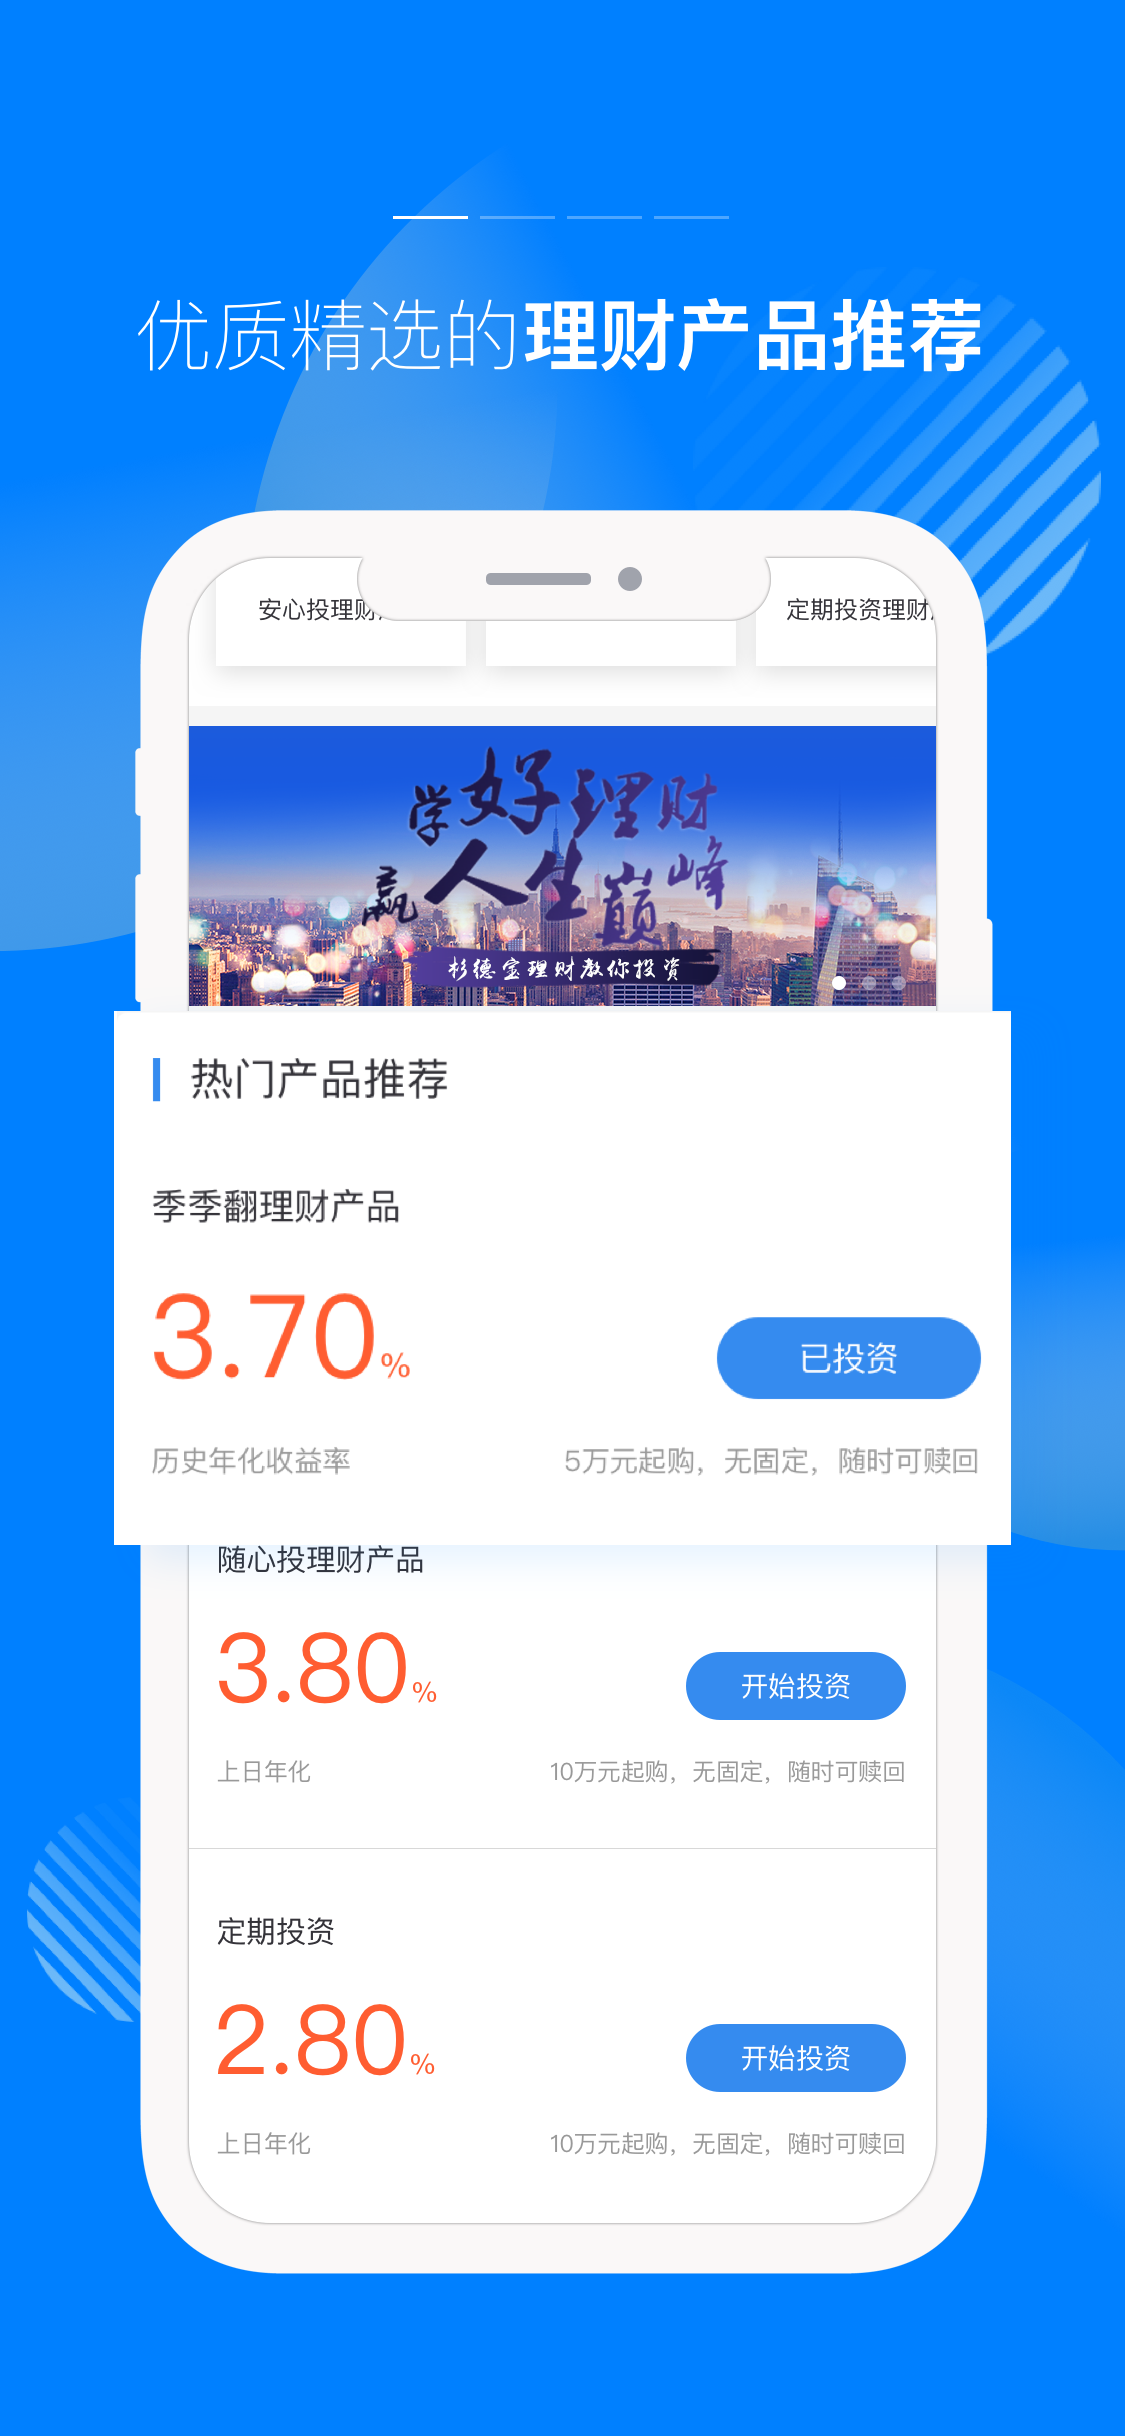 优质精选的理财产品推荐
安心投理财
定期投资理财
学好理财
赢人生巅峰
杉德宝理财教你投資
热门产品推荐
季季翻理财产品
3.70%
已投资
历史年化收益率
5万元起购，无固定，随时可赎回
随心投理财产品
3.80%
开始投资
上日年化
10万元起购，无固定，随时可赎回
定期投资
2.80%
开始投资
上日年化
10万元起购，无固定，随时可赎回